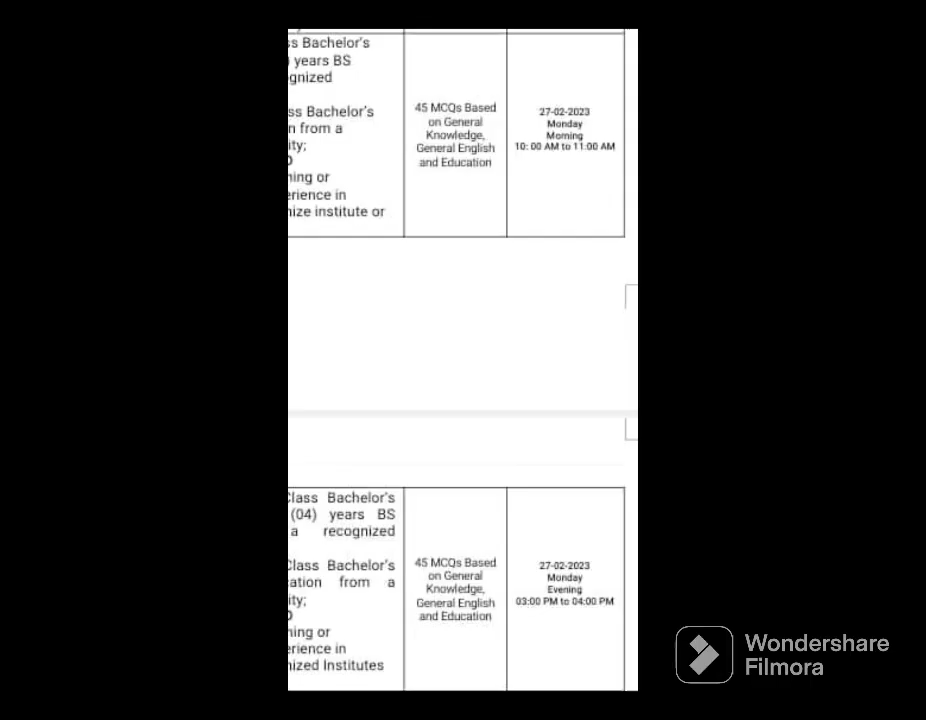 ss Bachelor's
years BS
gnized
ss Bachelor's
n from a
ity;
ning or
erience in
nize institute or
45 MCQs Based
on General
Knowledge,
General English
and Education
27-02-2023
Monday
Morning
10: 00 AM to 11:00 AM
Class Bachelor's
(04) years BS
a recognized
Class Bachelor's
ation from a
ity;
ning or
erience in
nized Institutes
45 MCQs Based
on General
Knowledge,
General English
and Education
27-02-2023
Monday
Evening
03:00 PM to 04:00 PM
Wondershare
Filmora